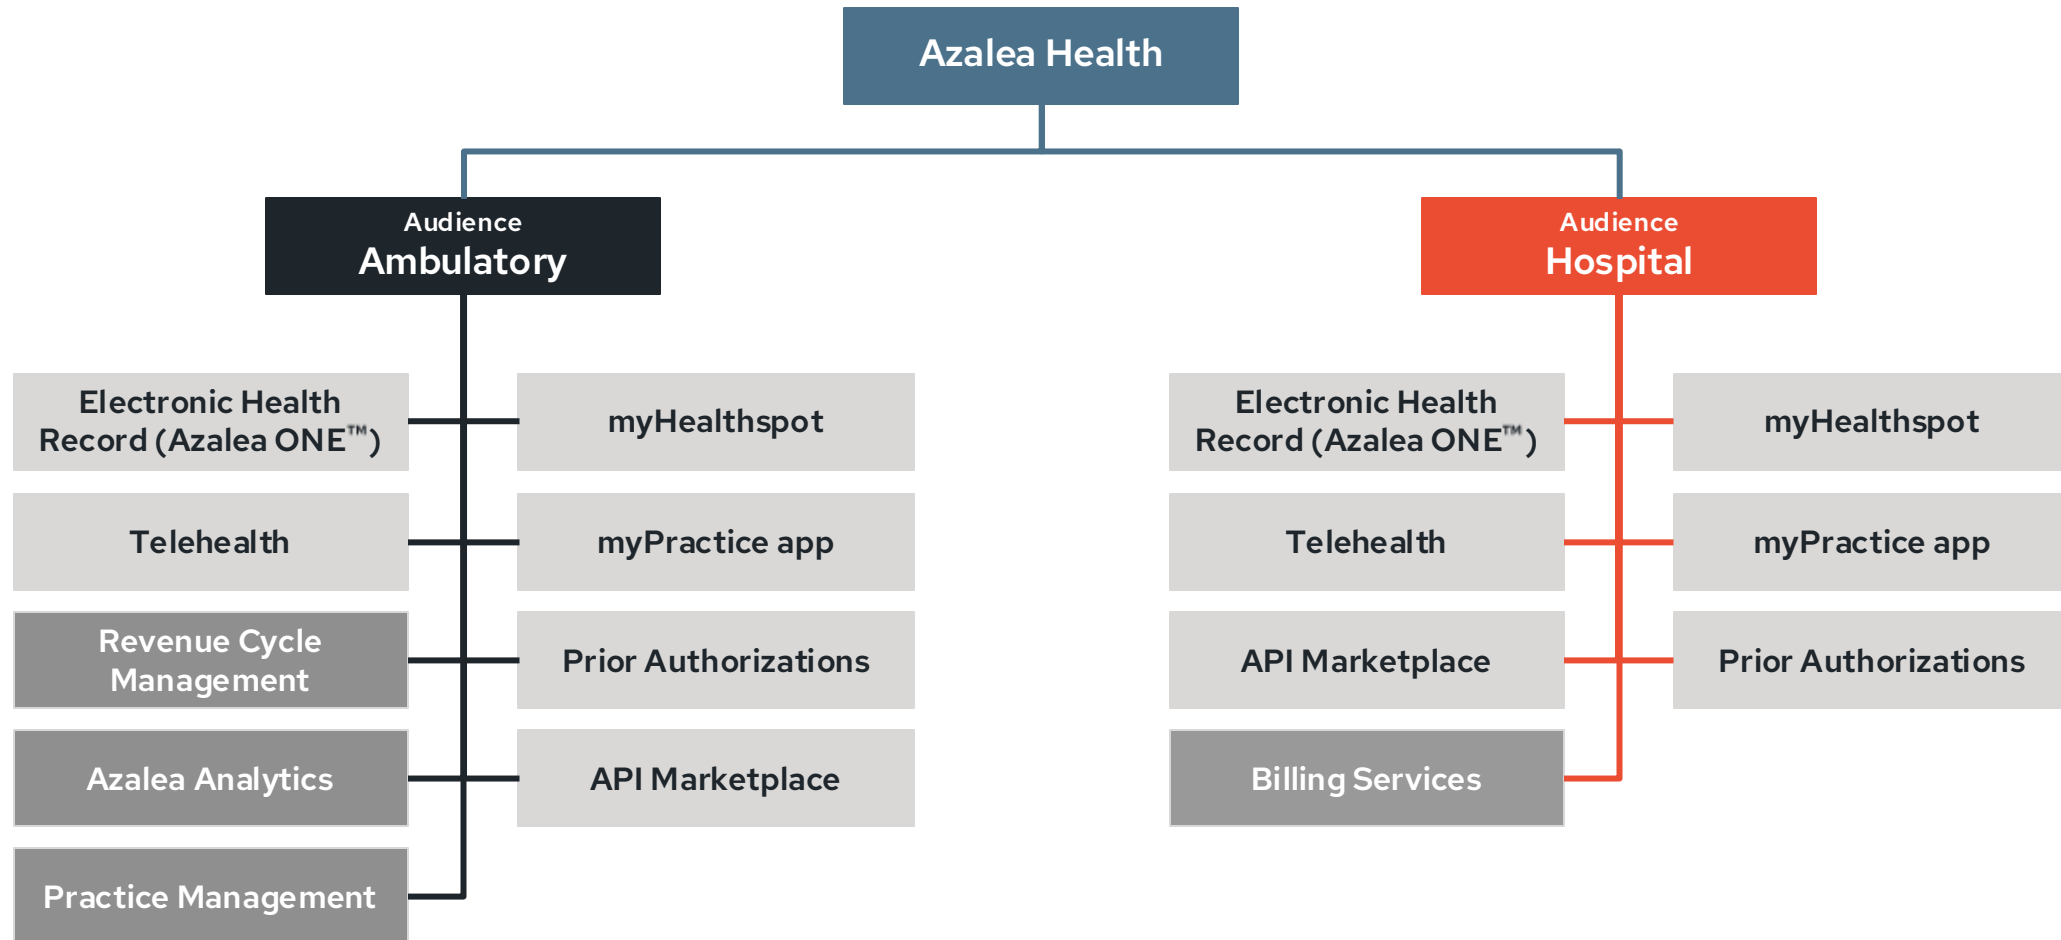 Azalea Health
Audience
Ambulatory
Audience
Hospital
Electronic Health
Record (Azalea ONE™)
myHealthspot
Telehealth
myPractice app
Revenue Cycle
Management
Prior Authorizations
Azalea Analytics
API Marketplace
Practice Management
Electronic Health
Record (Azalea ONE™)
myHealthspot
Telehealth
myPractice app
API Marketplace
Prior Authorizations
Billing Services